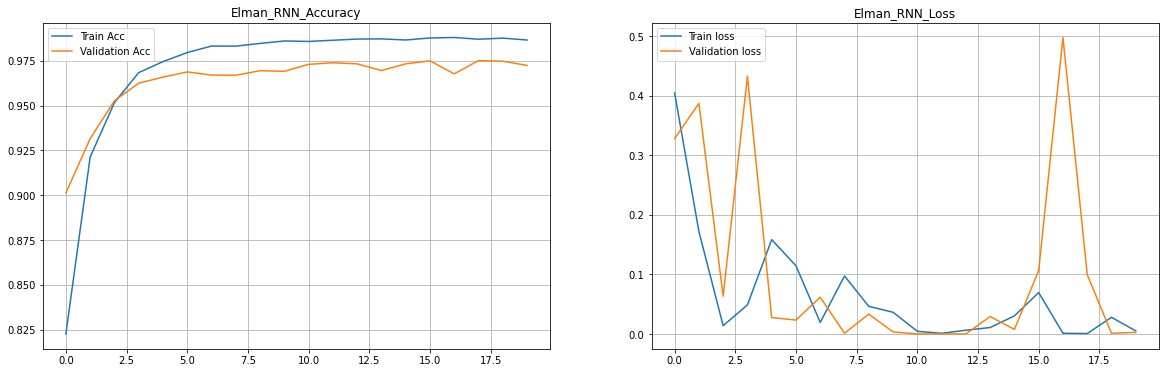 Elman_RNN_Accuracy
Train Acc
Validation Acc
0.975
0.950
0.925
0.900
0.875
0.850
0.825
0.0 2.5 5.0 7.5 10.0 12.5 15.0 17.5
Elman_RNN_Loss
Train loss
Validation loss
0.5
0.4
0.3
0.2
0.1
0.0
0.0 2.5 5.0 7.5 10.0 12.5 15.0 17.5